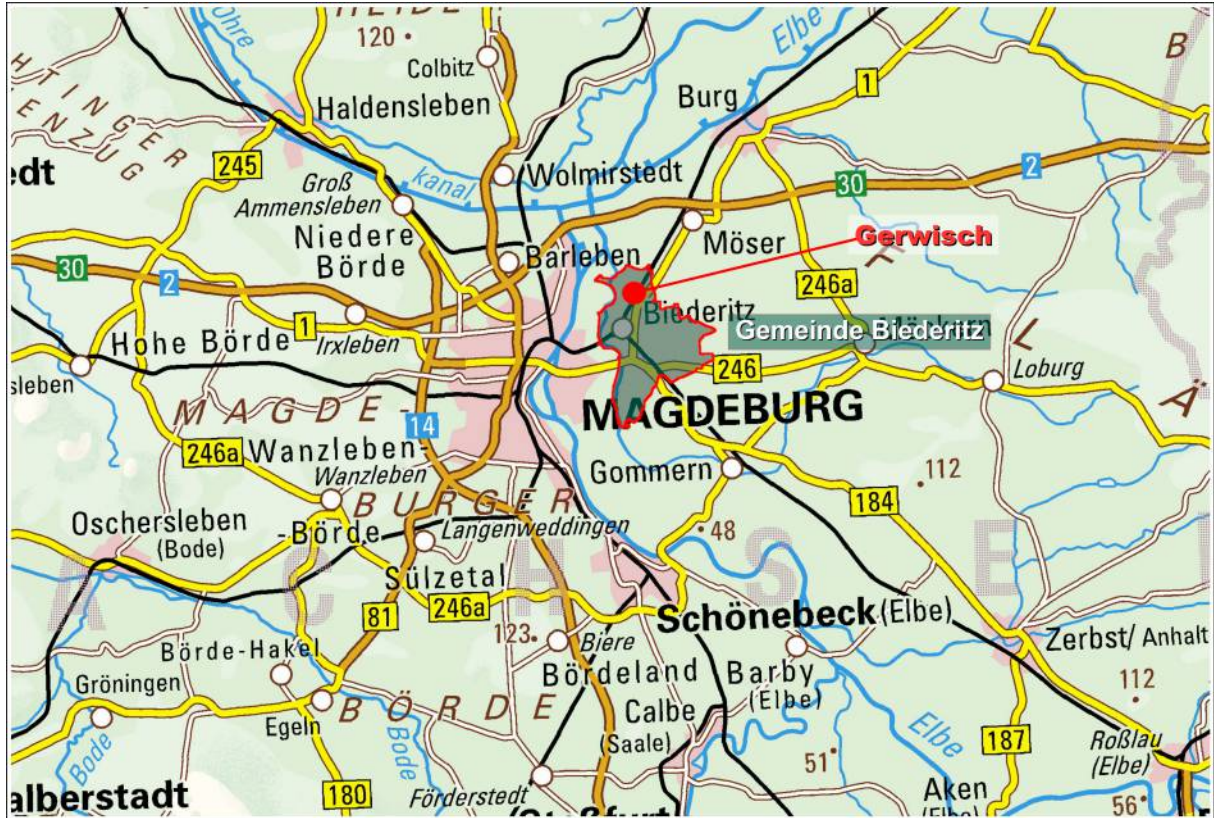 HEIDE
120
Ohre
Elbe
B
Colbitz
1
HTINGER
ENZUG
Haldensleben
Burg
245
edt
kanal
Wolmirstedt
2
30
Groß
Ammensleben
Niedere
Börde
Möser
Gerwisch
F
Barleben
30
2
246a
1
Biederitz
Gemeinde Biederitz
L
Hohe Börde
Irxleben
246
Loburg
sleben
Ä
MAGDE-
14
MAGDEBURG
246a
Wanzleben-
Wanzleben
Gommern
112
BURGER
184
Oschersleben
(Bode)
-Börde
Langenweddingen
48
A C H S E
Sülzetal
81
246a
Schönebeck (Elbe)
123
Biere
Zerbst/ Anhalt
Börde-Hakel
Bördeland
Barby
(Elbe)
112
Gröningen
Egeln
BÖRDE
Calbe
(Saale)
Elbe
187
Roßlau
(Elbe)
Bode
Bode
51
alberstadt
180
Förderstedt
Aken
(Elbe)
56